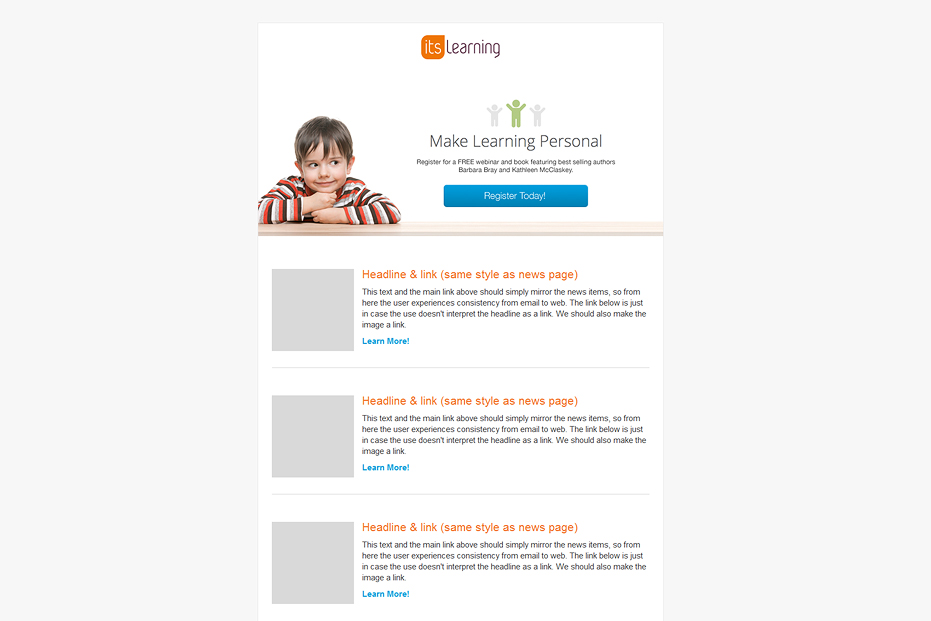 its Learning
Make Learning Personal
Register for a FREE webinar and book featuring best selling authors
Barbara Bray and Kathleen McClaskey.
Register Today!
Headline & link (same style as news page)
This text and the main link above should simply mirror the news items, so from
here the user experiences consistency from email to web. The link below is just
in case the use doesn't interpret the headline as a link. We should also make the
image a link.
Learn More!
Headline & link (same style as news page)
This text and the main link above should simply mirror the news items, so from
here the user experiences consistency from email to web. The link below is just
in case the use doesn't interpret the headline as a link. We should also make the
image a link.
Learn More!
Headline & link (same style as news page)
This text and the main link above should simply mirror the news items, so from
here the user experiences consistency from email to web. The link below is just
in case the use doesn't interpret the headline as a link. We should also make the
image a link.
Learn More!